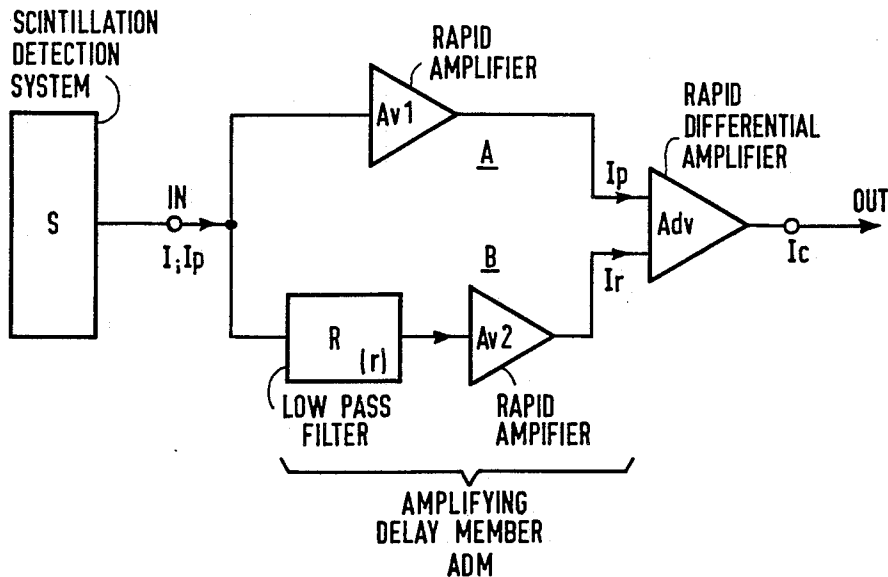 SCINTILLATION
DETECTION
SYSTEM
S
IN
I;Ip
RAPID
AMPLIFIER
Av1
A
B
R
(r)
LOW PASS
FILTER
Av2
RAPID
AMPIFIER
Ip
Ir
RAPID
DIFFERENTIAL
AMPLIFIER
Adv
OUT
Ic
AMPLIFYING
DELAY MEMBER
ADM